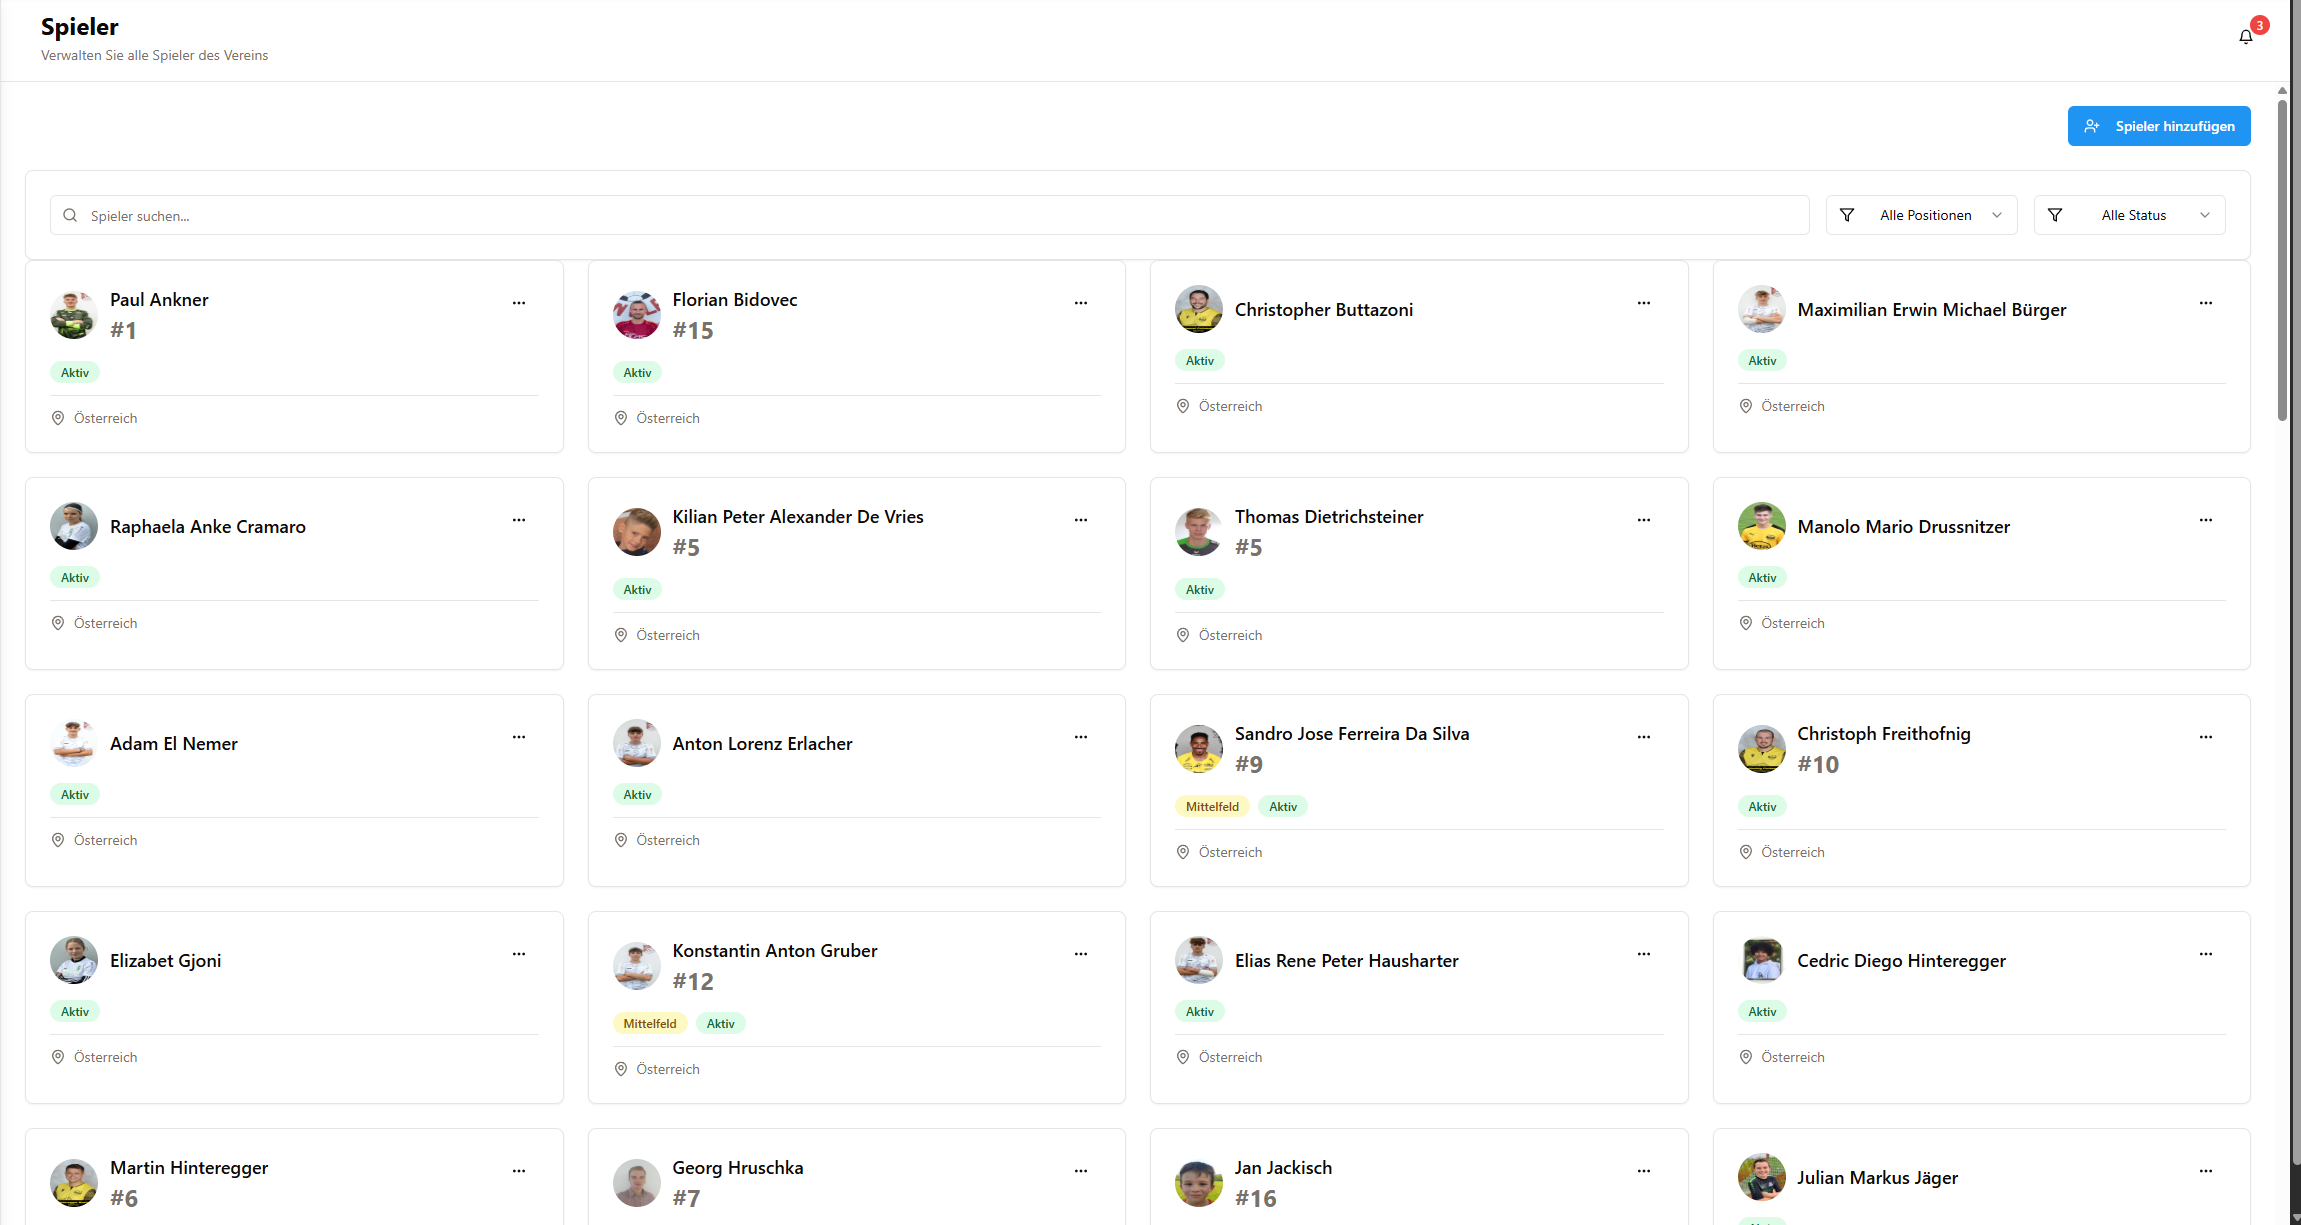 Spieler
Verwalten Sie alle Spieler des Vereins
3
Spieler hinzufügen
Spieler suchen...
Alle Positionen
Alle Status
Paul Ankner
#1
Aktiv
Österreich
Florian Bidovec
#15
Aktiv
Österreich
Christopher Buttazoni
Aktiv
Österreich
Maximilian Erwin Michael Bürger
Aktiv
Österreich
Raphaela Anke Cramaro
Aktiv
Österreich
Kilian Peter Alexander De Vries
#5
Aktiv
Österreich
Thomas Dietrichsteiner
#5
Aktiv
Österreich
Manolo Mario Drussnitzer
Aktiv
Österreich
Adam El Nemer
Aktiv
Österreich
Anton Lorenz Erlacher
Aktiv
Österreich
Sandro Jose Ferreira Da Silva
#9
Mittelfeld Aktiv
Österreich
Christoph Freithofnig
#10
Aktiv
Österreich
Elizabet Gjoni
Aktiv
Österreich
Konstantin Anton Gruber
#12
Mittelfeld Aktiv
Österreich
Elias Rene Peter Hausharter
Aktiv
Österreich
Cedric Diego Hinteregger
Aktiv
Österreich
Martin Hinteregger
#6
Georg Hruschka
#7
Jan Jackisch
#16
Julian Markus Jäger